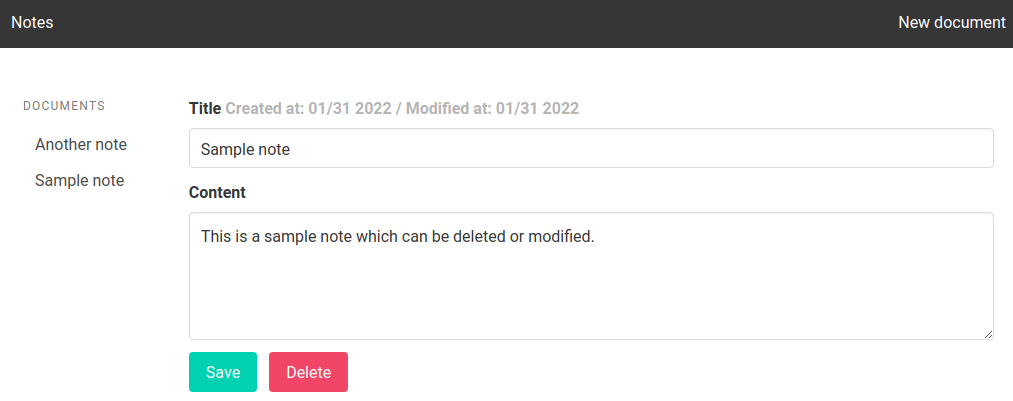 Notes
New document
DOCUMENTS
Another note
Sample note
Title Created at: 01/31 2022 / Modified at: 01/31 2022
Sample note
Content
This is a sample note which can be deleted or modified.
Save
Delete